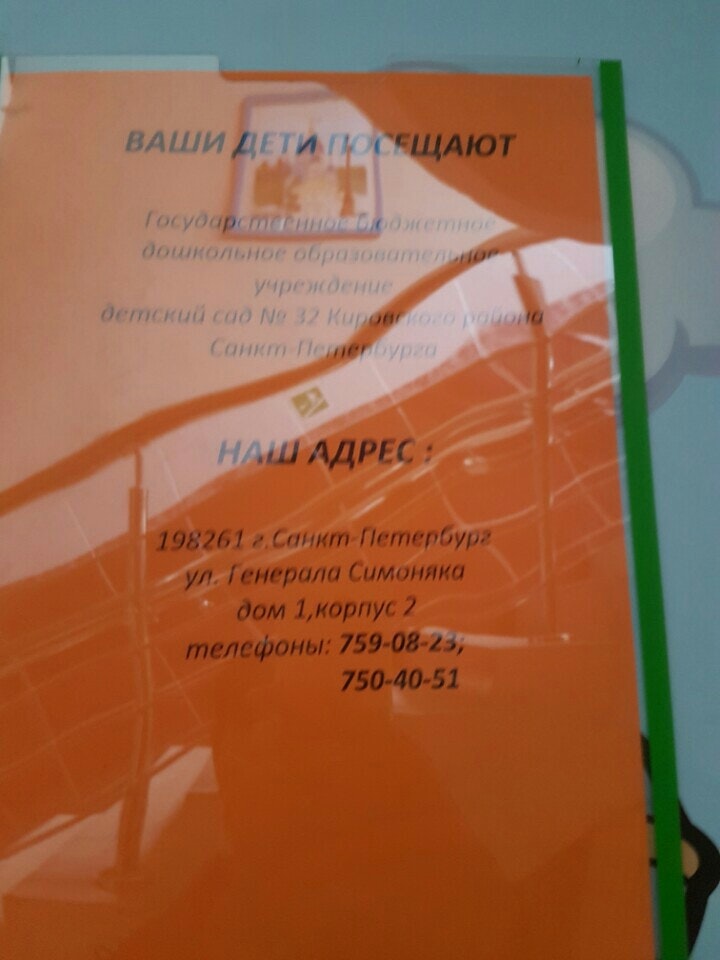 ВАШИ ДЕТИ ПОСЕЩАЮТ
Государственное бюджетное
дошкольное образовательное
учреждение
детский сад № 32 Кировского района
Санкт-Петербурга
НАШ АДРЕС :
198261 г.Санкт-Петербург
ул. Генерала Симоняка
дом 1,корпус 2
телефоны: 759-08-23;
750-40-51